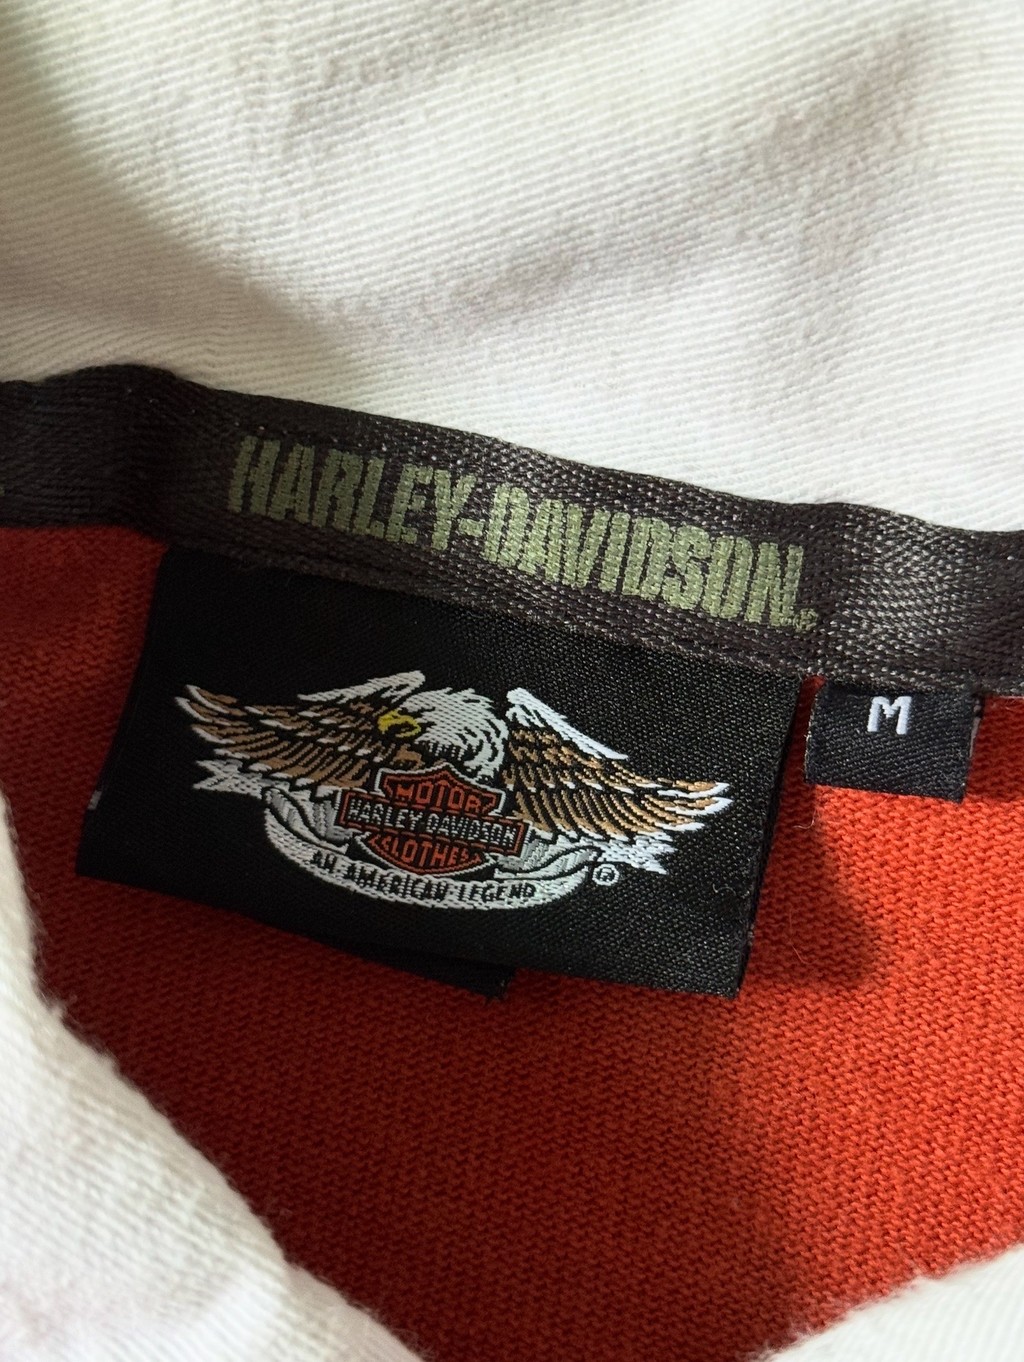 HARLEY-DAVIDSON.
M
MOTOR
HARLEY-DAVIDSON
CLOTHES
AN AMERICAN LEGEND
®